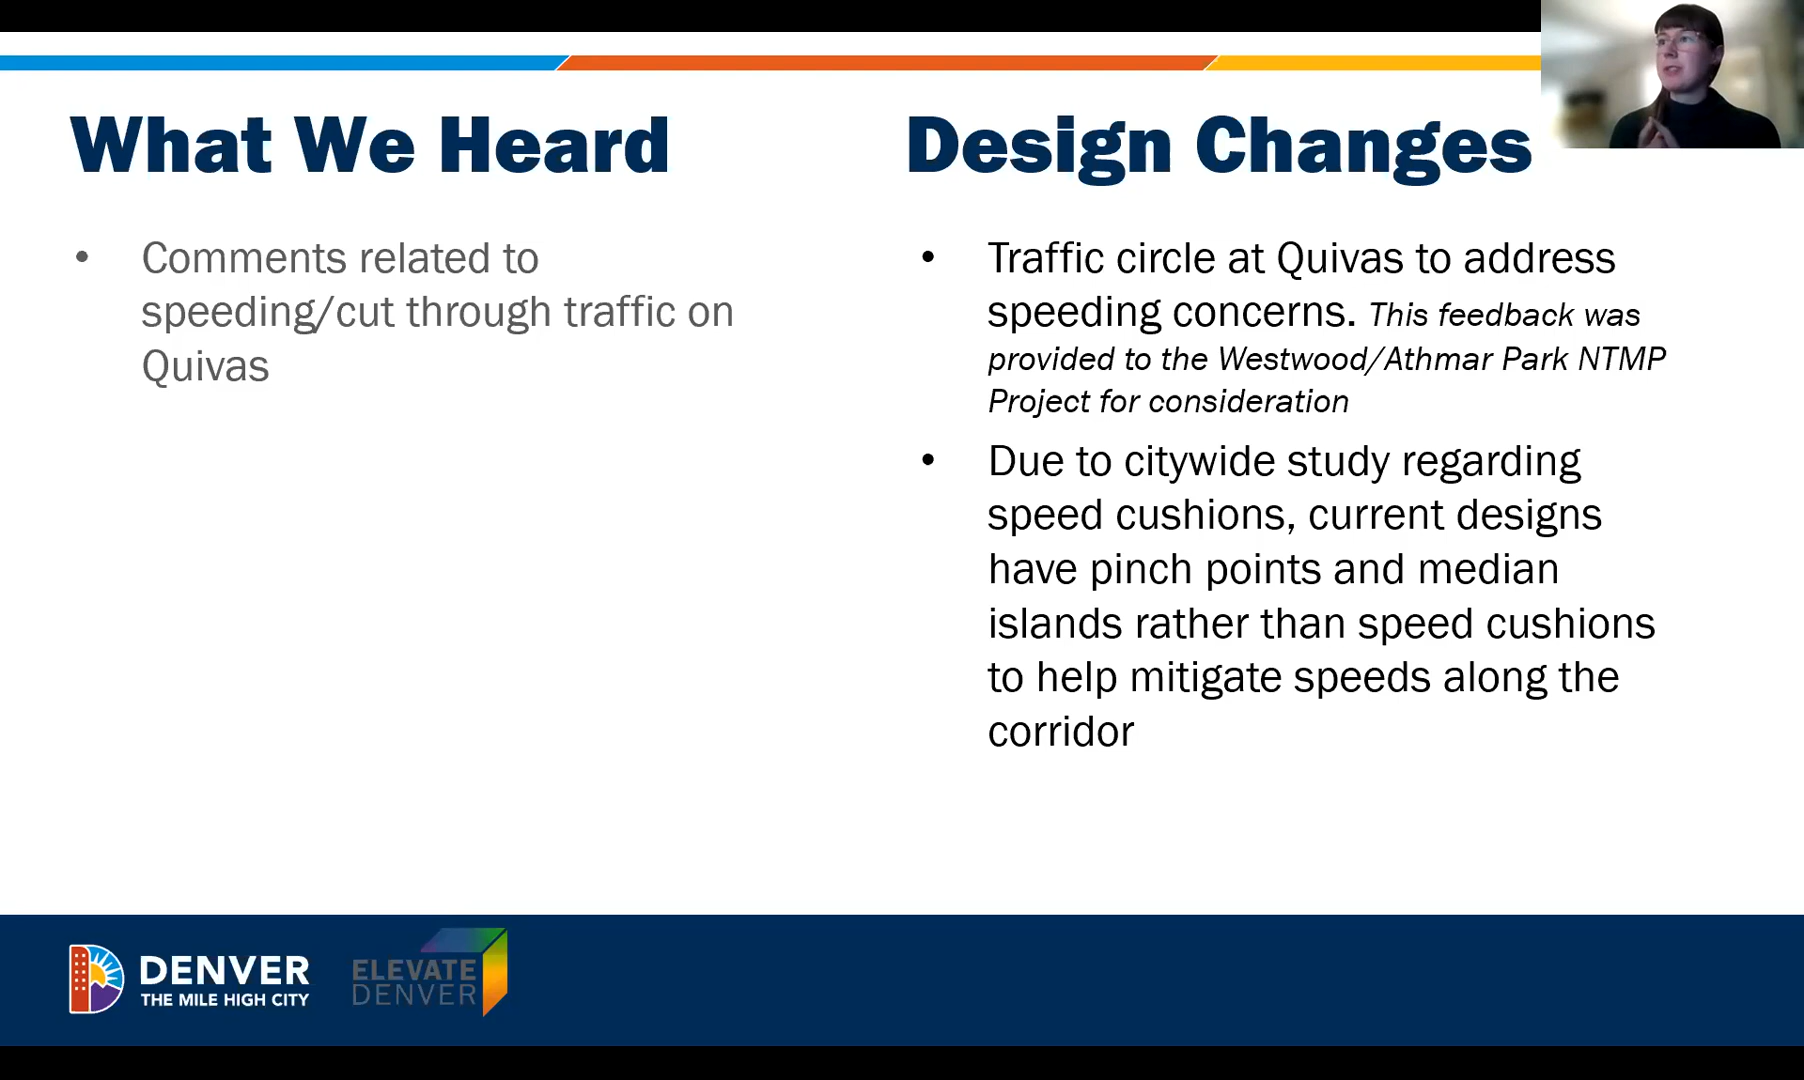 What We Heard
• Comments related to
speeding/cut through traffic on
Quivas
Design Changes
• Traffic circle at Quivas to address
speeding concerns. This feedback was
provided to the Westwood/Athmar Park NTMP
Project for consideration
• Due to citywide study regarding
speed cushions, current designs
have pinch points and median
islands rather than speed cushions
to help mitigate speeds along the
corridor
DENVER
THE MILE HIGH CITY
ELEVATE
DENVER